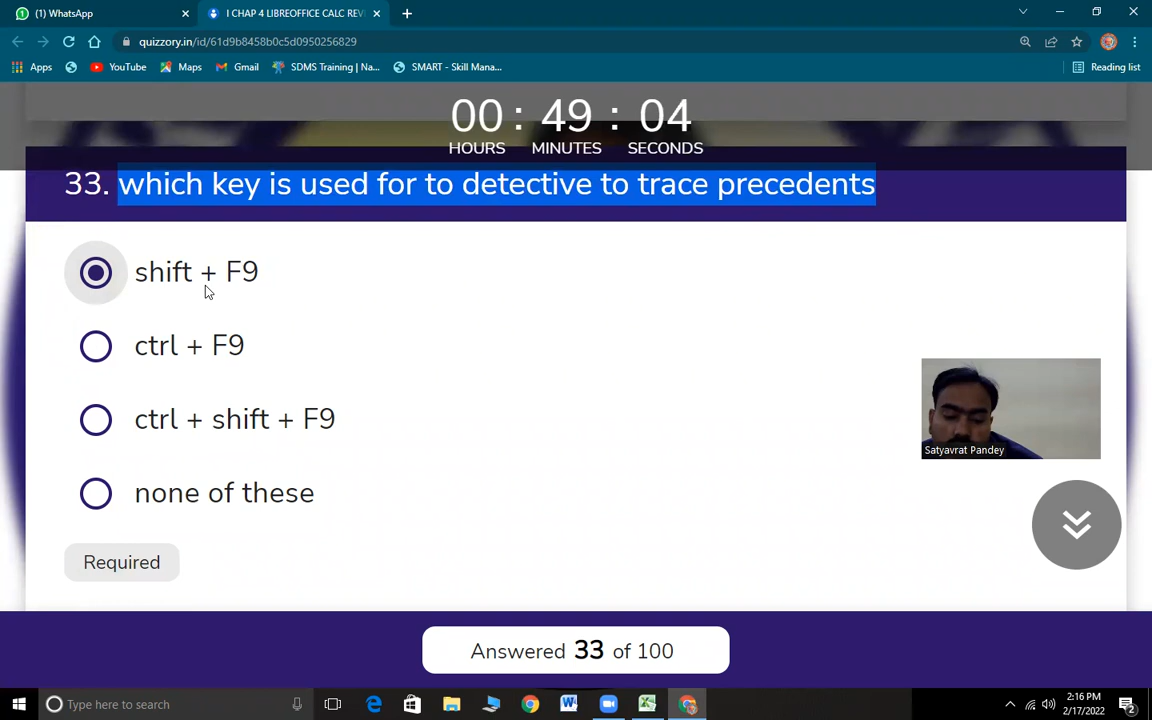 (1) WhatsApp
I CHAP 4 LIBREOFFICE CALC REV
quizzory.in/id/61d9b8458b0c5d0950256829
Apps
YouTube
Maps
Gmail
SDMS Training | Na...
SMART - Skill Mana...
Reading list
00 : 49 : 04
HOURS MINUTES SECONDS
33. which key is used for to detective to trace precedents
shift + F9
ctrl + F9
ctrl + shift + F9
none of these
Required
Satyavrat Pandey
Answered 33 of 100
Type here to search
2:16 PM
2/17/2022
2